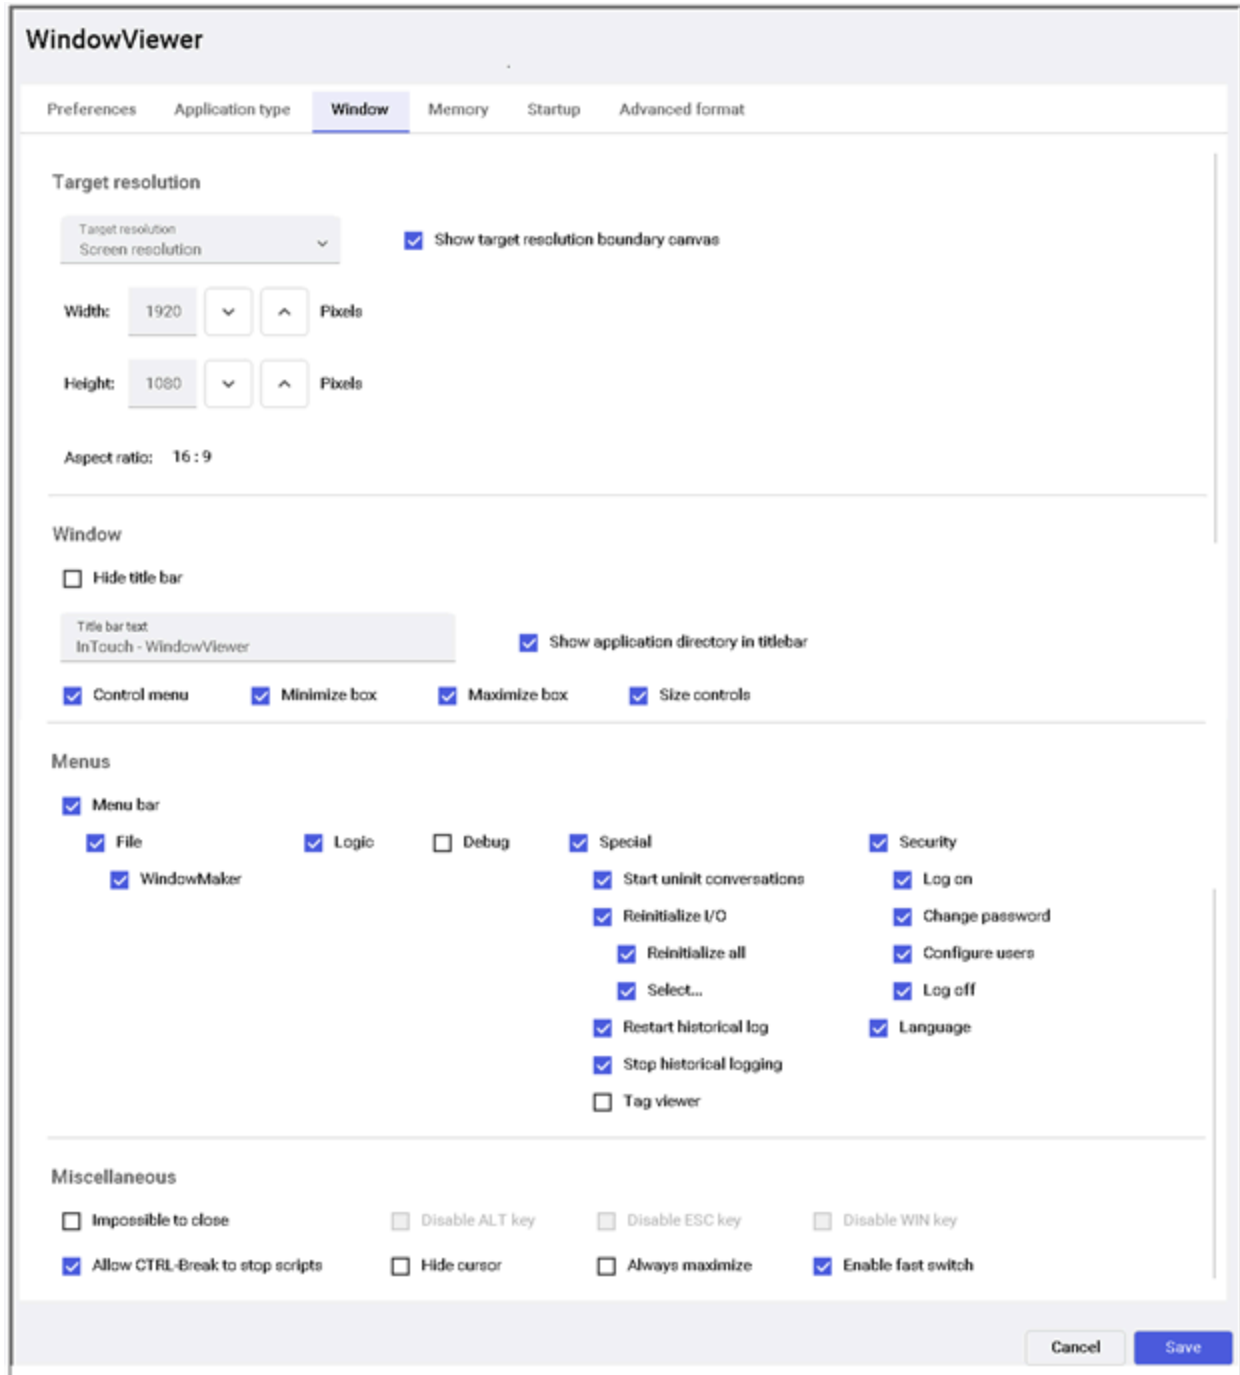 WindowViewer
Preferences Application type Window Memory Startup Advanced format
Target resolution
Target resolution
Screen resolution
Show target resolution boundary canvas
Width: 1920 Pixels
Height: 1080 Pixels
Aspect ratio: 16 : 9
Window
Hide title bar
Title bar text
InTouch - WindowViewer
Show application directory in titlebar
Control menu Minimize box Maximize box Size controls
Menus
Menu bar
File Logic Debug Special Security
WindowMaker Start uninit conversations Log on
Reinitialize I/O Change password
Reinitialize all Configure users
Select... Log off
Restart historical log Language
Stop historical logging
Tag viewer
Miscellaneous
Impossible to close Disable ALT key Disable ESC key Disable WIN key
Allow CTRL-Break to stop scripts Hide cursor Always maximize Enable fast switch
Cancel Save